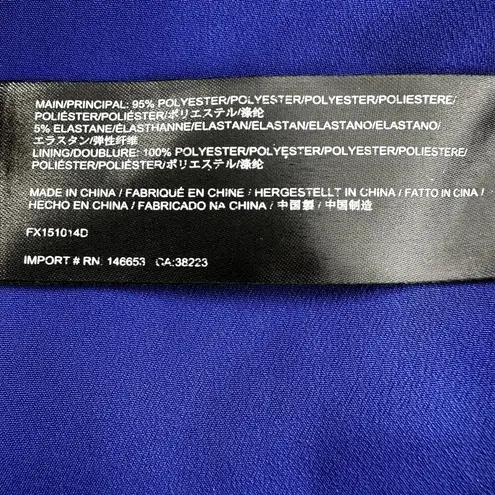 MAIN/PRINCIPAL: 95% POLYESTER/POLYESTER/POLYESTER/POLIESTERE/
POLIÉSTER/POLIÉSTER/ポリエステル/涤纶
5% ELASTANE/ÉLASTHANNE/ELASTAN/ELASTAN/ELASTANO/ELASTANO/
エラスタン/弹性纤维
LINING/DOUBLURE: 100% POLYESTER/POLYESTER/POLYESTER/POLIESTERE/
POLIÉSTER/POLIÉSTER/ポリエステル/涤纶
MADE IN CHINA / FABRIQUÉ EN CHINE / HERGESTELLT IN CHINA / FATTO IN CINA /
HECHO EN CHINA / FABRICADO NA CHINA / 中国製 / 中国制造
FX151014D
IMPORT # RN: 146653 CA:38223